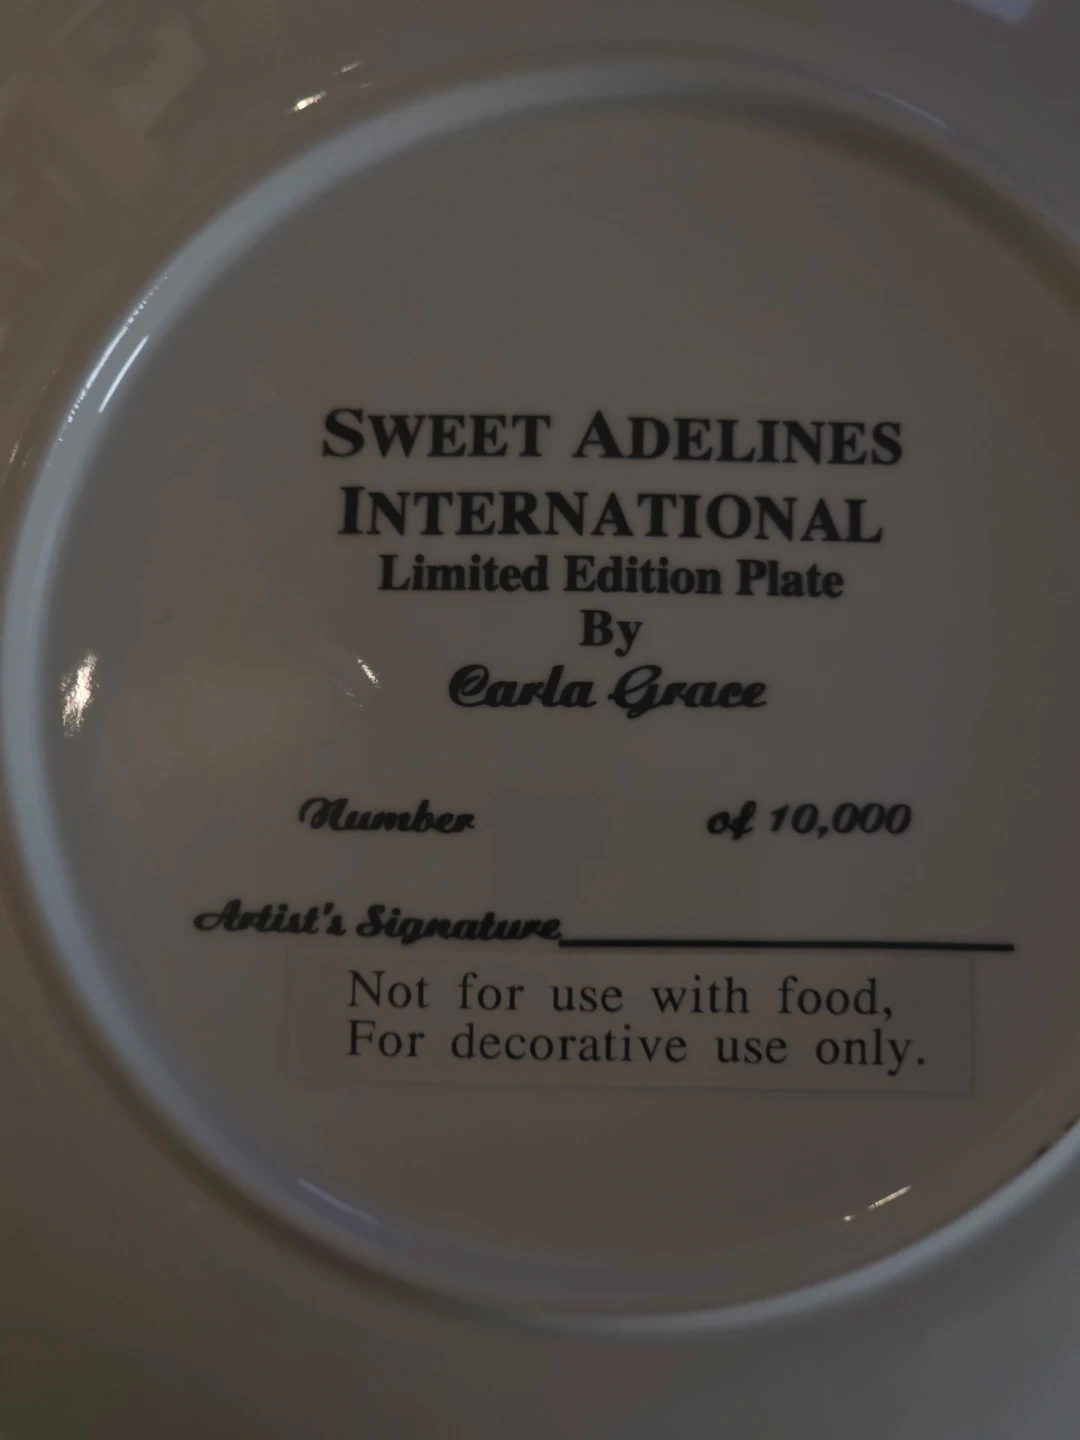 SWEET ADELINES
INTERNATIONAL
Limited Edition Plate
By
Carla Grace
Number of 10,000
Artist's Signature
Not for use with food,
For decorative use only.